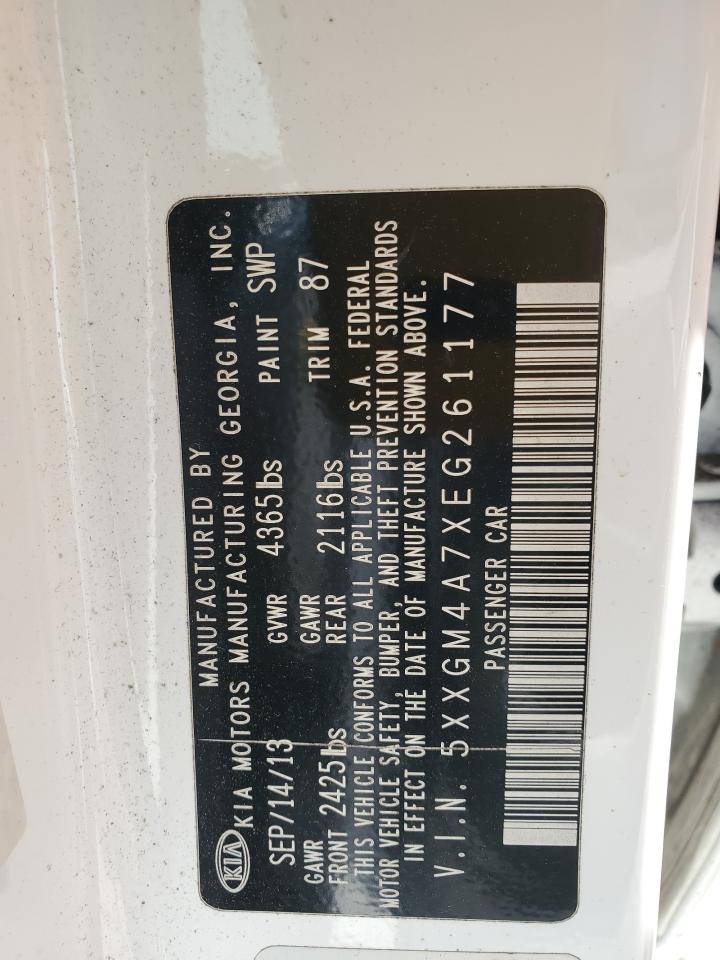 MANUFACTURED BY
KIA KIA MOTORS MANUFACTURING GEORGIA, INC.
SEP/14/13 GVWR 4365lbs PAINT SWP
GAWR GAWR
FRONT 2425lbs REAR 2116lbs TRIM 87
THIS VEHICLE CONFORMS TO ALL APPLICABLE U.S.A. FEDERAL
MOTOR VEHICLE SAFETY, BUMPER, AND THEFT PREVENTION STANDARDS
IN EFFECT ON THE DATE OF MANUFACTURE SHOWN ABOVE.
V.I.N. 5XXGM4A7XEG261177
PASSENGER CAR